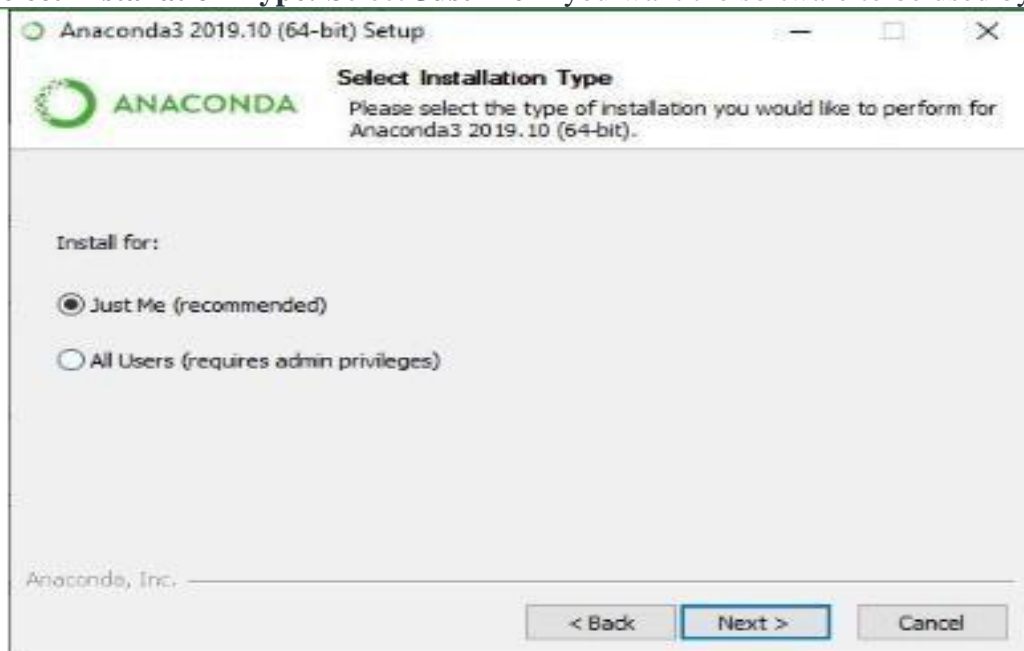 Anaconda3 2019.10 (64-bit) Setup
ANACONDA
Select Installation Type
Please select the type of installation you would like to perform for
Anaconda3 2019.10 (64-bit).
Install for:
Just Me (recommended)
All Users (requires admin privileges)
Anaconda, Inc.
< Back
Next >
Cancel